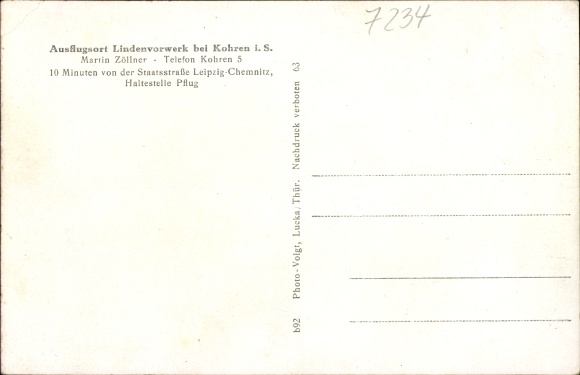 7234
Ausflugsort Lindenvorwerk bei Kohren i. S.
Martin Zöllner - Telefon Kohren 5
10 Minuten von der Staatsstraße Leipzig-Chemnitz,
Haltestelle Pflug
b92 Photo-Voigt, Lucka/Thür. Nachdruck verboten 63